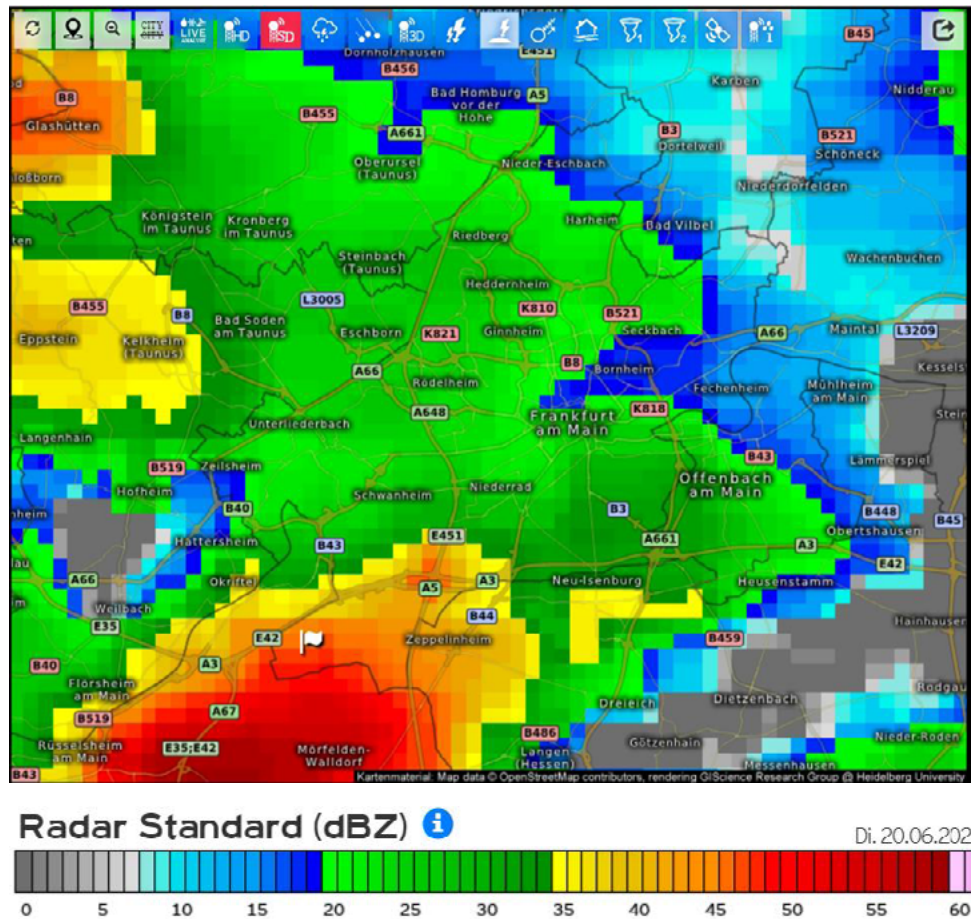 CITY
CITY
LIVE
HD
SD
3D
1
2
Dornholzhausen
E451
B45
B456
Karben
B8
Bad Homburg
vor der
Höhe
A5
Nidderau
Glashütten
B455
A661
B3
Dortelweil
B521
Schöneck
Oberursel
(Taunus)
Nieder-Eschbach
Niederdorfelden
Königstein
im Taunus
Kronberg
im Taunus
Harheim
Bad Vilbel
Riedberg
Steinbach
(Taunus)
Wachenbuchen
Heddernheim
B455
B8
L3005
K810
B521
Eppstein
Kelkheim
(Taunus)
Bad Soden
am Taunus
Eschborn
K821
Ginnheim
Seckbach
A66
Maintal
L3209
A66
B8
Bornheim
Rödelheim
Fechenheim
Mühlheim
am Main
A648
Frankfurt
am Main
K818
Unterliederbach
Langenhain
B519
Zeilsheim
B43
Lämmerspiel
Hofheim
Schwanheim
Niederrad
Offenbach
am Main
B40
B3
B448
B45
Hattersheim
B43
E451
A661
A3
Obertshausen
A66
Okriftel
A5
A3
Neu-Isenburg
Heusenstamm
E42
Weilbach
B44
E35
E42
Zeppelinheim
B459
B40
A3
Flörsheim
am Main
Dreieich
Dietzenbach
B519
A67
Rüsselsheim
am Main
E35;E42
Mörfelden-
Walldorf
B486
Langen
(Hessen)
Götzenhain
Nieder-Roden
Messenhausen
B43
Kartenmaterial: Map data © OpenStreetMap contributors, rendering GIScience Research Group @ Heidelberg University
Radar Standard (dBZ) i
Di. 20.06.202
0 5 10 15 20 25 30 35 40 45 50 55 60